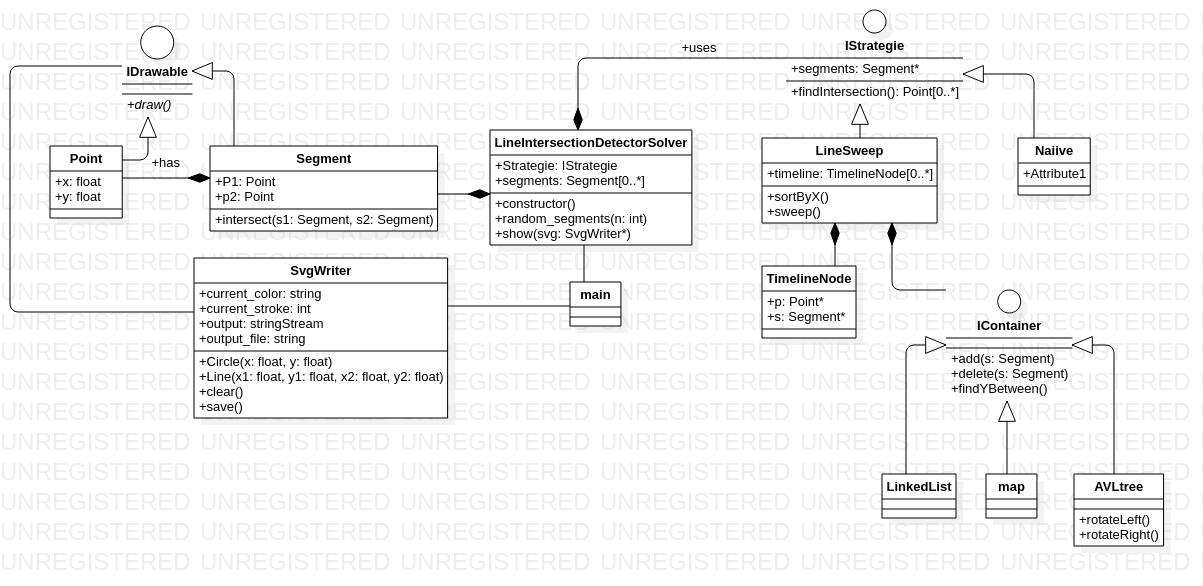 IDrawable
+draw()
+has
Point
+x: float
+y: float
Segment
+P1: Point
+p2: Point
+intersect(s1: Segment, s2: Segment)
+uses
LineIntersectionDetectorSolver
+Strategie: IStrategie
+segments: Segment[0..*]
+constructor()
+random_segments(n: int)
+show(svg: SvgWriter*)
IStrategie
+segments: Segment*
+findIntersection(): Point[0..*]
LineSweep
+timeline: TimelineNode[0..*]
+sortByX()
+sweep()
Naiive
+Attribute1
SvgWriter
+current_color: string
+current_stroke: int
+output: stringStream
+output_file: string
+Circle(x: float, y: float)
+Line(x1: float, y1: float, x2: float, y2: float)
+clear()
+save()
main
TimelineNode
+p: Point*
+s: Segment*
IContainer
+add(s: Segment)
+delete(s: Segment)
+findYBetween()
LinkedList
map
AVLtree
+rotateLeft()
+rotateRight()
UNREGISTERED